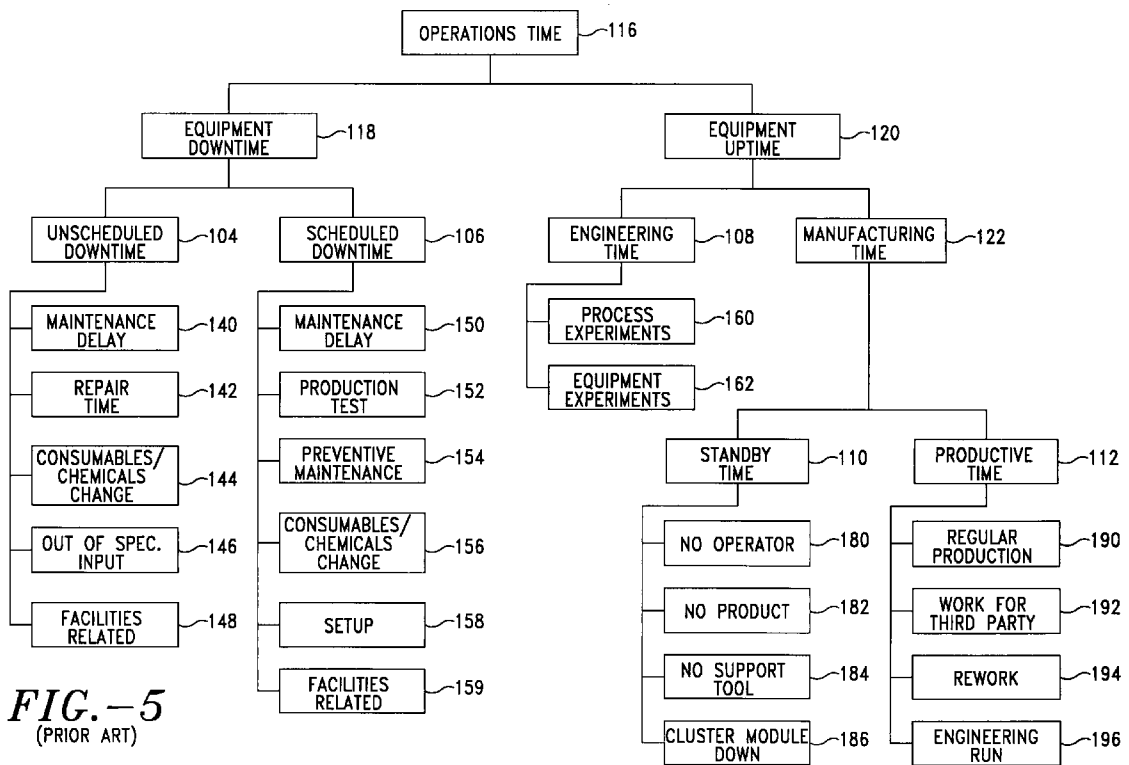 OPERATIONS TIME
116
EQUIPMENT
DOWNTIME
118
EQUIPMENT
UPTIME
120
UNSCHEDULED
DOWNTIME
104
SCHEDULED
DOWNTIME
106
ENGINEERING
TIME
108
MANUFACTURING
TIME
122
MAINTENANCE
DELAY
140
REPAIR
TIME
142
CONSUMABLES/
CHEMICALS
CHANGE
144
OUT OF SPEC.
INPUT
146
FACILITIES
RELATED
148
MAINTENANCE
DELAY
150
PRODUCTION
TEST
152
PREVENTIVE
MAINTENANCE
154
CONSUMABLES/
CHEMICALS
CHANGE
156
SETUP
158
FACILITIES
RELATED
159
PROCESS
EXPERIMENTS
160
EQUIPMENT
EXPERIMENTS
162
STANDBY
TIME
110
PRODUCTIVE
TIME
112
NO OPERATOR
180
NO PRODUCT
182
NO SUPPORT
TOOL
184
CLUSTER MODULE
DOWN
186
REGULAR
PRODUCTION
190
WORK FOR
THIRD PARTY
192
REWORK
194
ENGINEERING
RUN
196
FIG.-5
(PRIOR ART)